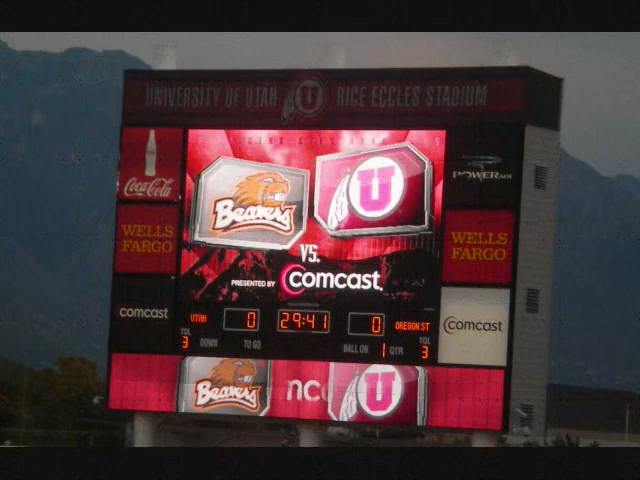 UNIVERSITY OF UTAH U RICE ECCLES STADIUM
Coca-Cola
POWERADE
WELLS FARGO
Beavers
U
VS.
WELLS FARGO
PRESENTED BY comcast.
comcast
comcast
UTAH 0 29:41 0 OREGON ST
TOL 3 DOWN TO GO BALL ON 1 QTR TOL 3
Beavers
U